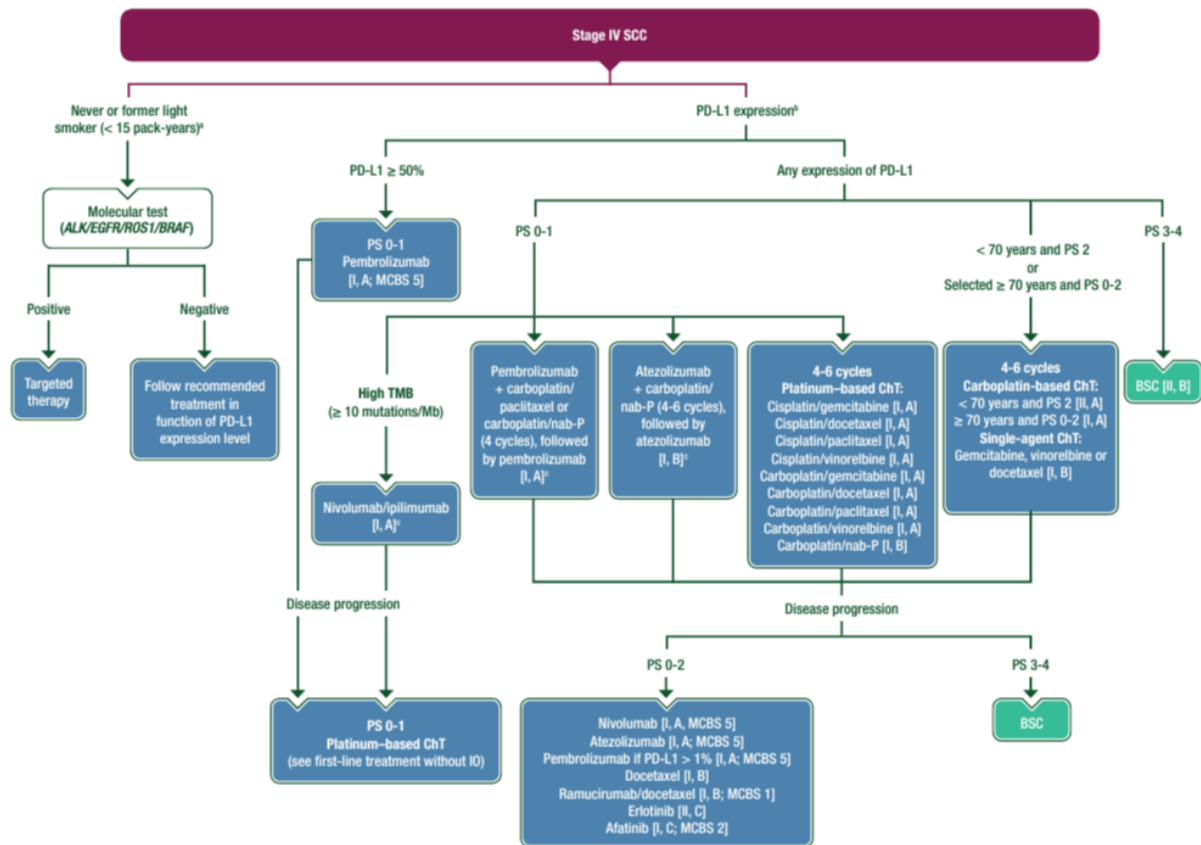 Stage IV SCC
Never or former light
smoker (< 15 pack-years)ᵃ
PD-L1 expressionᵇ
Molecular test
(ALK/EGFR/ROS1/BRAF)
Positive
Negative
Targeted
therapy
Follow recommended
treatment in
function of PD-L1
expression level
PD-L1 ≥ 50%
Any expression of PD-L1
PS 0-1
Pembrolizumab
[I, A; MCBS 5]
PS 0-1
< 70 years and PS 2
or
Selected ≥ 70 years and PS 0-2
PS 3-4
High TMB
(≥ 10 mutations/Mb)
Nivolumab/ipilimumab
[I, A]ᶜ
Pembrolizumab
+ carboplatin/
paclitaxel or
carboplatin/nab-P
(4 cycles), followed
by pembrolizumab
[I, A]ᶜ
Atezolizumab
+ carboplatin/
nab-P (4-6 cycles),
followed by
atezolizumab
[I, B]ᶜ
4-6 cycles
Platinum–based ChT:
Cisplatin/gemcitabine [I, A]
Cisplatin/docetaxel [I, A]
Cisplatin/paclitaxel [I, A]
Cisplatin/vinorelbine [I, A]
Carboplatin/gemcitabine [I, A]
Carboplatin/docetaxel [I, A]
Carboplatin/paclitaxel [I, A]
Carboplatin/vinorelbine [I, A]
Carboplatin/nab-P [I, B]
4-6 cycles
Carboplatin-based ChT:
< 70 years and PS 2 [II, A]
≥ 70 years and PS 0-2 [I, A]
Single-agent ChT:
Gemcitabine, vinorelbine or
docetaxel [I, B]
BSC [II, B]
Disease progression
PS 0-1
Platinum–based ChT
(see first-line treatment without IO)
Disease progression
PS 0-2
PS 3-4
Nivolumab [I, A, MCBS 5]
Atezolizumab [I, A; MCBS 5]
Pembrolizumab if PD-L1 > 1% [I, A; MCBS 5]
Docetaxel [I, B]
Ramucirumab/docetaxel [I, B; MCBS 1]
Erlotinib [II, C]
Afatinib [I, C; MCBS 2]
BSC